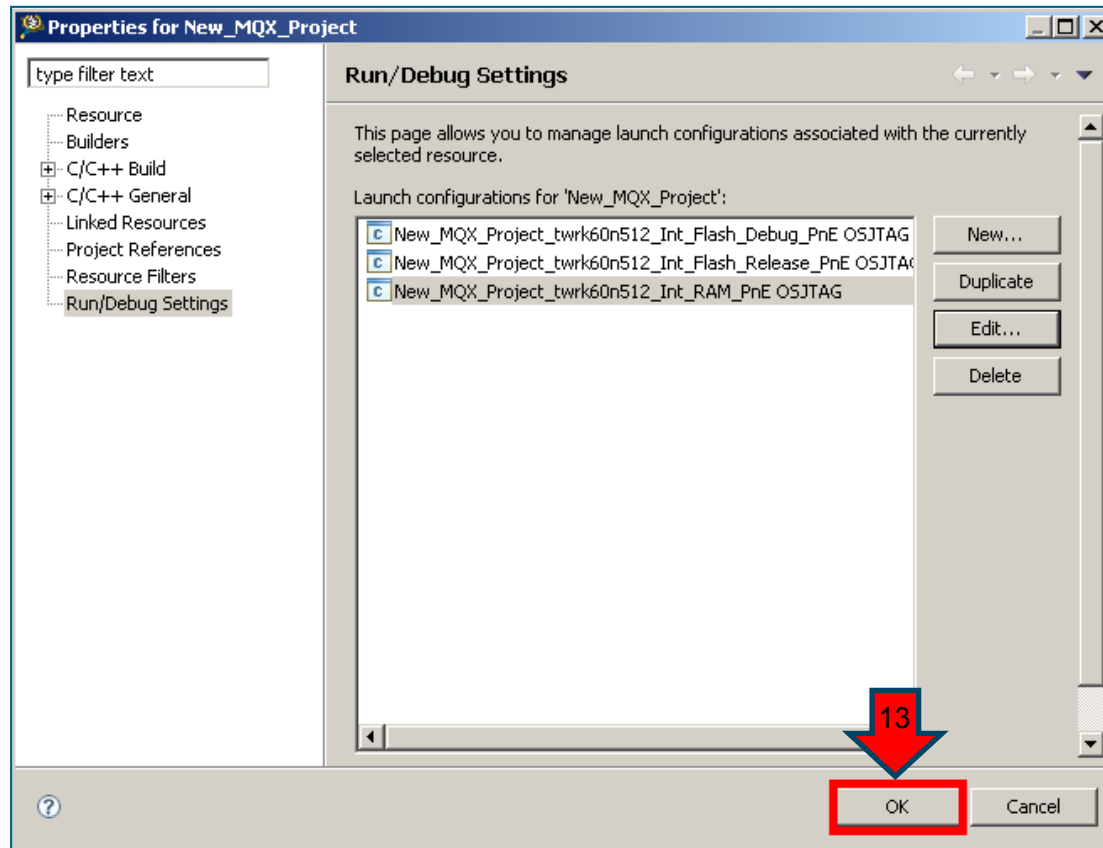 Properties for New_MQX_Project
type filter text
Resource
Builders
C/C++ Build
C/C++ General
Linked Resources
Project References
Resource Filters
Run/Debug Settings
Run/Debug Settings
This page allows you to manage launch configurations associated with the currently
selected resource.
Launch configurations for 'New_MQX_Project':
New_MQX_Project_twrk60n512_Int_Flash_Debug_PnE OSJTAG
New_MQX_Project_twrk60n512_Int_Flash_Release_PnE OSJTA
New_MQX_Project_twrk60n512_Int_RAM_PnE OSJTAG
New...
Duplicate
Edit...
Delete
13
OK
Cancel